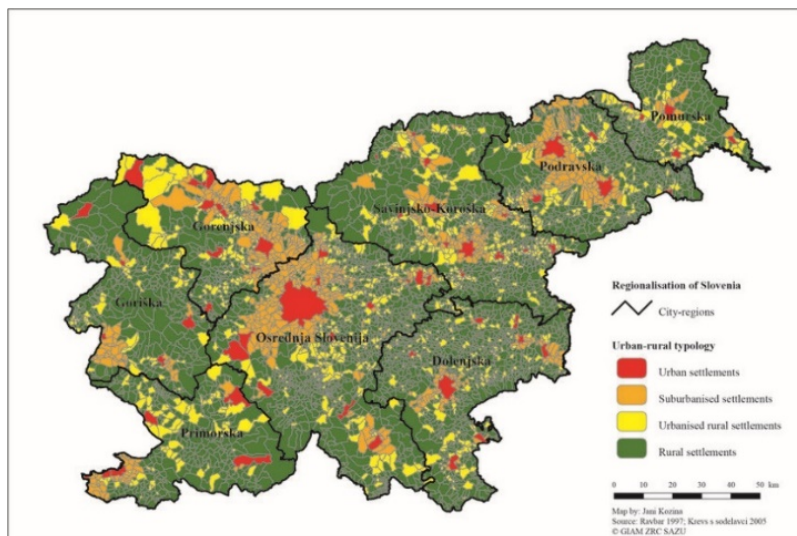 Pomurska
Podravska
Savinjsko-Koroška
Gorenjska
Goriška
Osrednja Slovenija
Dolenjska
Primorska
Regionalisation of Slovenia
City-regions
Urban-rural typology
Urban settlements
Suburbanised settlements
Urbanised rural settlements
Rural settlements
0 10 20 30 40 50 km
Map by: Jani Kozina
Source: Ravbar 1997; Krevs s sodelavci 2005
© GIAM ZRC SAZU